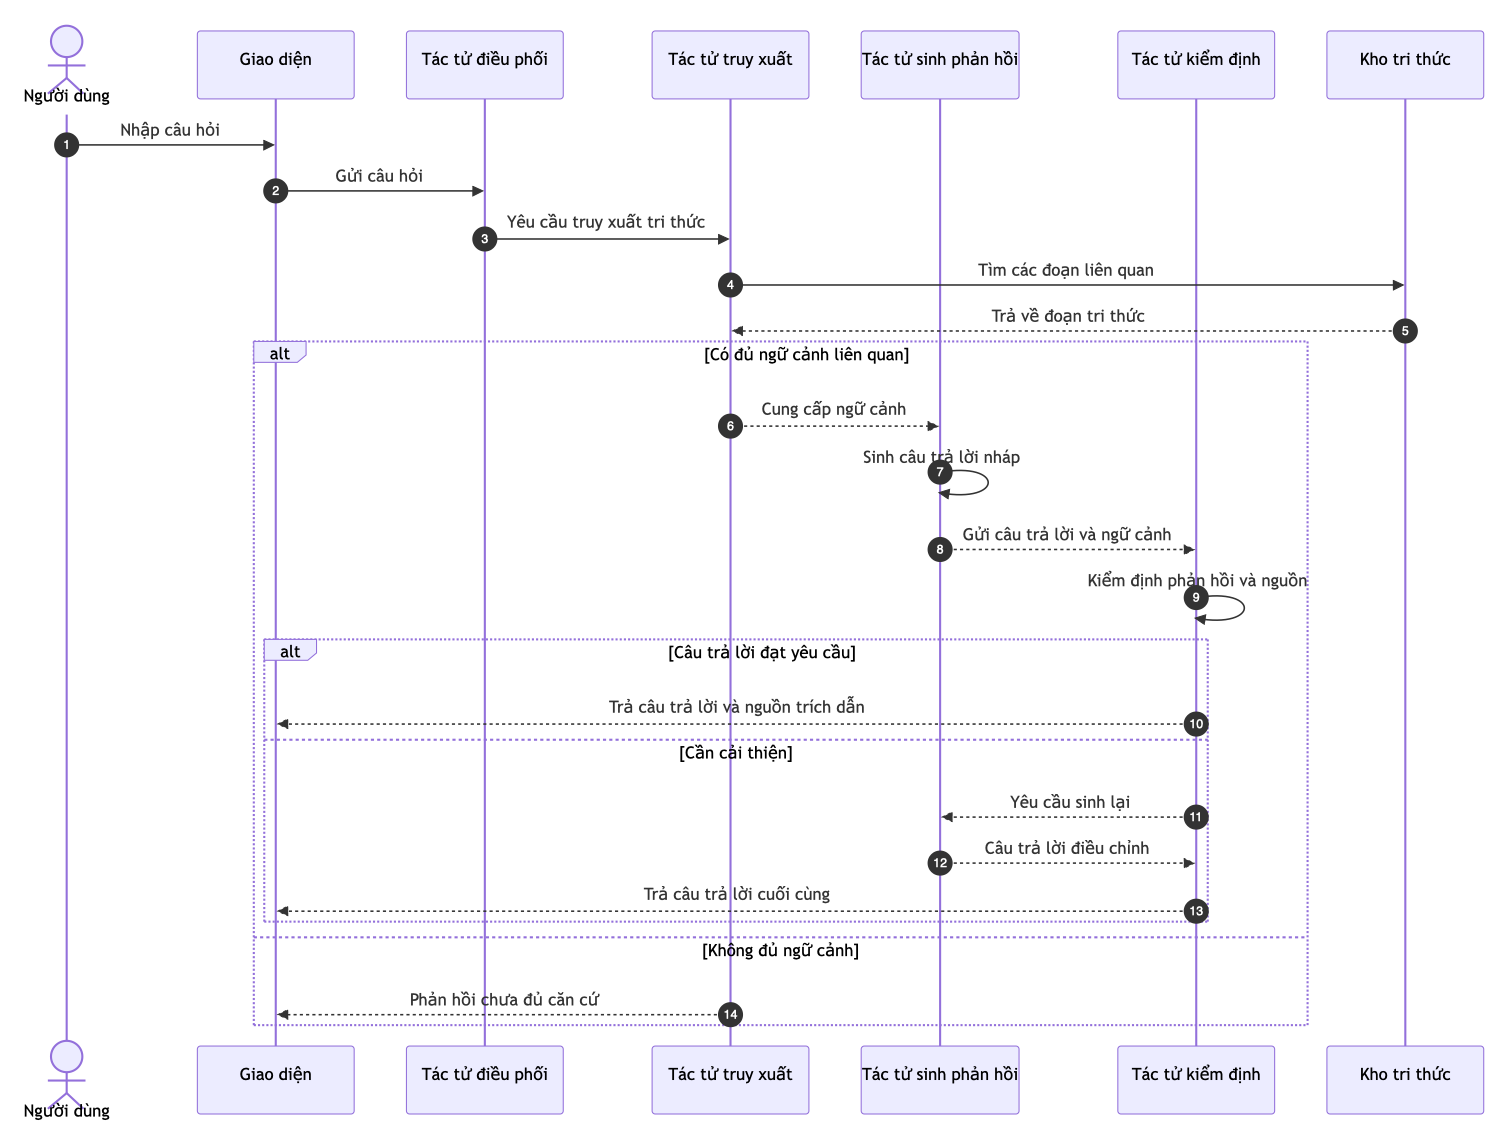 Người dùng
Giao diện
Tác tử điều phối
Tác tử truy xuất
Tác tử sinh phản hồi
Tác tử kiểm định
Kho tri thức
Nhập câu hỏi
1
Gửi câu hỏi
2
Yêu cầu truy xuất tri thức
3
Tìm các đoạn liên quan
4
Trả về đoạn tri thức
5
alt
[Có đủ ngữ cảnh liên quan]
Cung cấp ngữ cảnh
6
Sinh câu trả lời nháp
7
Gửi câu trả lời và ngữ cảnh
8
Kiểm định phản hồi và nguồn
9
alt
[Câu trả lời đạt yêu cầu]
Trả câu trả lời và nguồn trích dẫn
10
[Cần cải thiện]
Yêu cầu sinh lại
11
Câu trả lời điều chỉnh
12
Trả câu trả lời cuối cùng
13
[Không đủ ngữ cảnh]
Phản hồi chưa đủ căn cứ
14
Người dùng
Giao diện
Tác tử điều phối
Tác tử truy xuất
Tác tử sinh phản hồi
Tác tử kiểm định
Kho tri thức